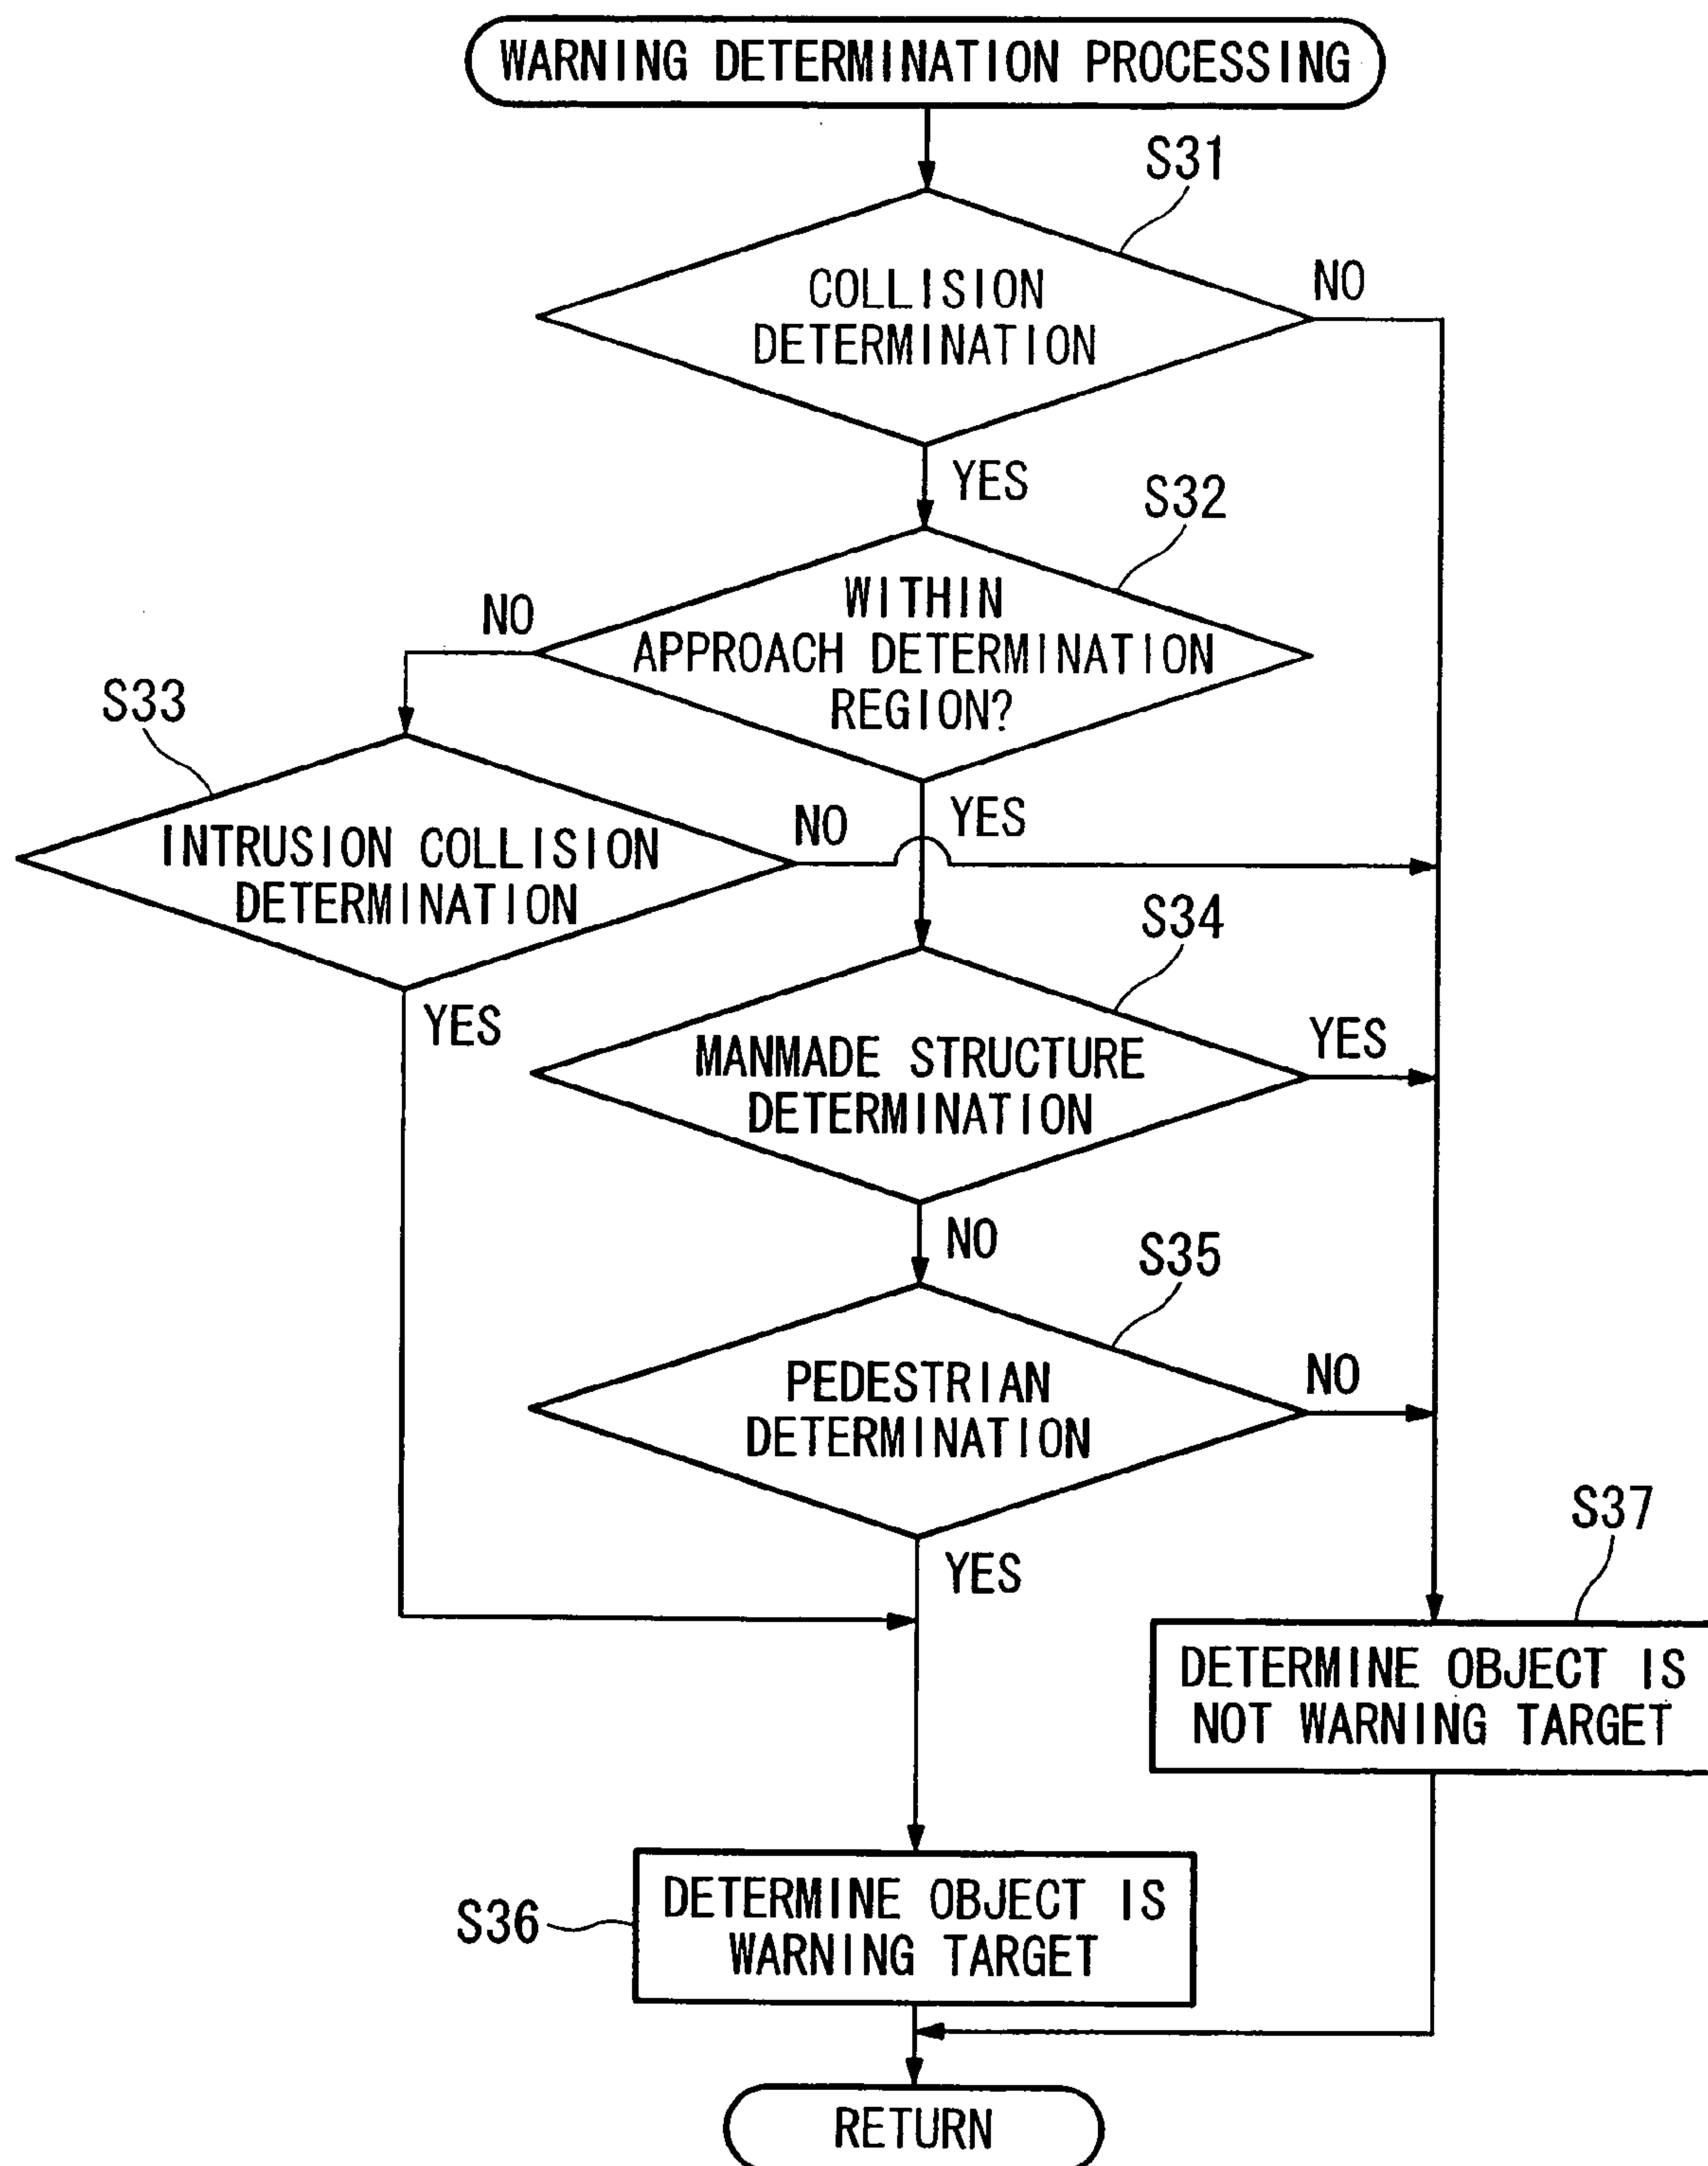 WARNING DETERMINATION PROCESSING
S31
COLLISION
DETERMINATION
NO
YES
S32
WITHIN
APPROACH DETERMINATION
REGION?
NO
YES
S33
INTRUSION COLLISION
DETERMINATION
NO
YES
S34
MANMADE STRUCTURE
DETERMINATION
YES
NO
S35
PEDESTRIAN
DETERMINATION
NO
YES
S37
DETERMINE OBJECT IS
NOT WARNING TARGET
S36
DETERMINE OBJECT IS
WARNING TARGET
RETURN